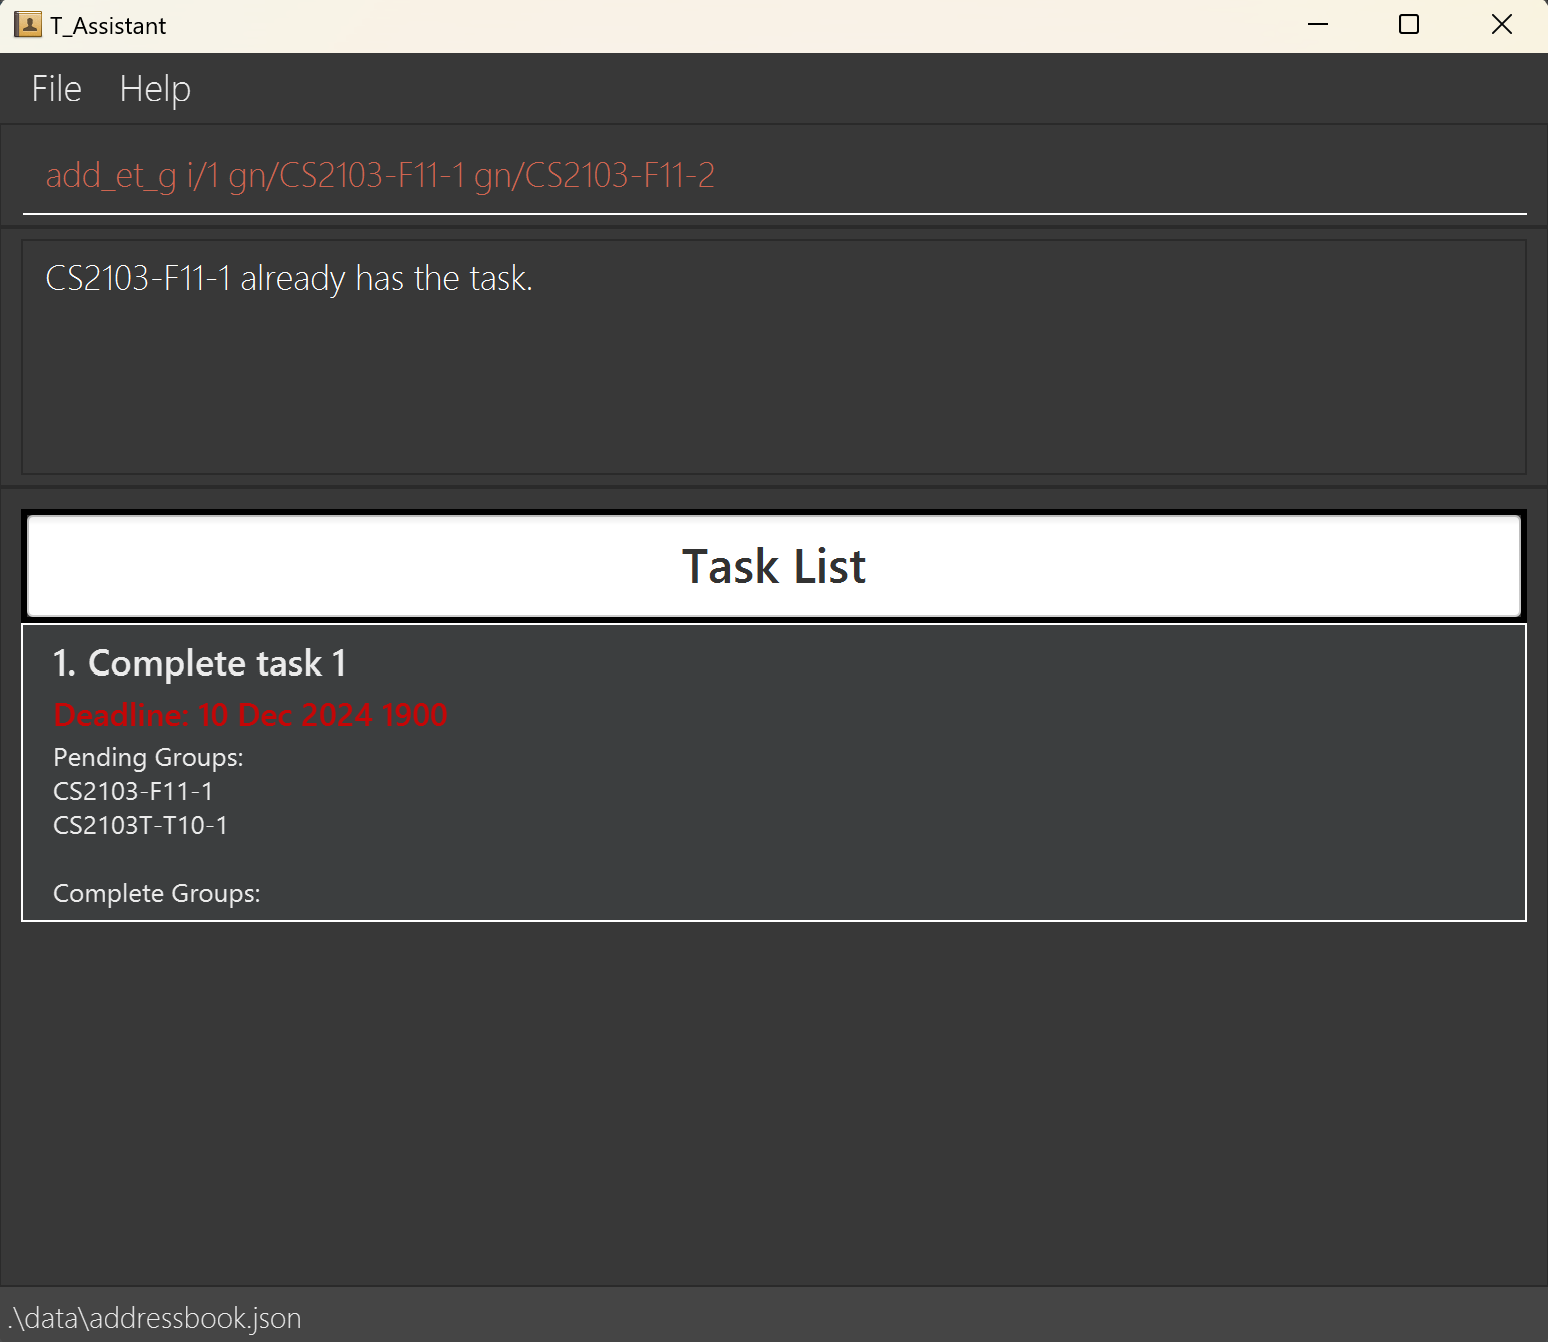 T_Assistant
File Help
add_et_g i/1 gn/CS2103-F11-1 gn/CS2103-F11-2
CS2103-F11-1 already has the task.
Task List
1. Complete task 1
Deadline: 10 Dec 2024 1900
Pending Groups:
CS2103-F11-1
CS2103T-T10-1
Complete Groups:
.\data\addressbook.json